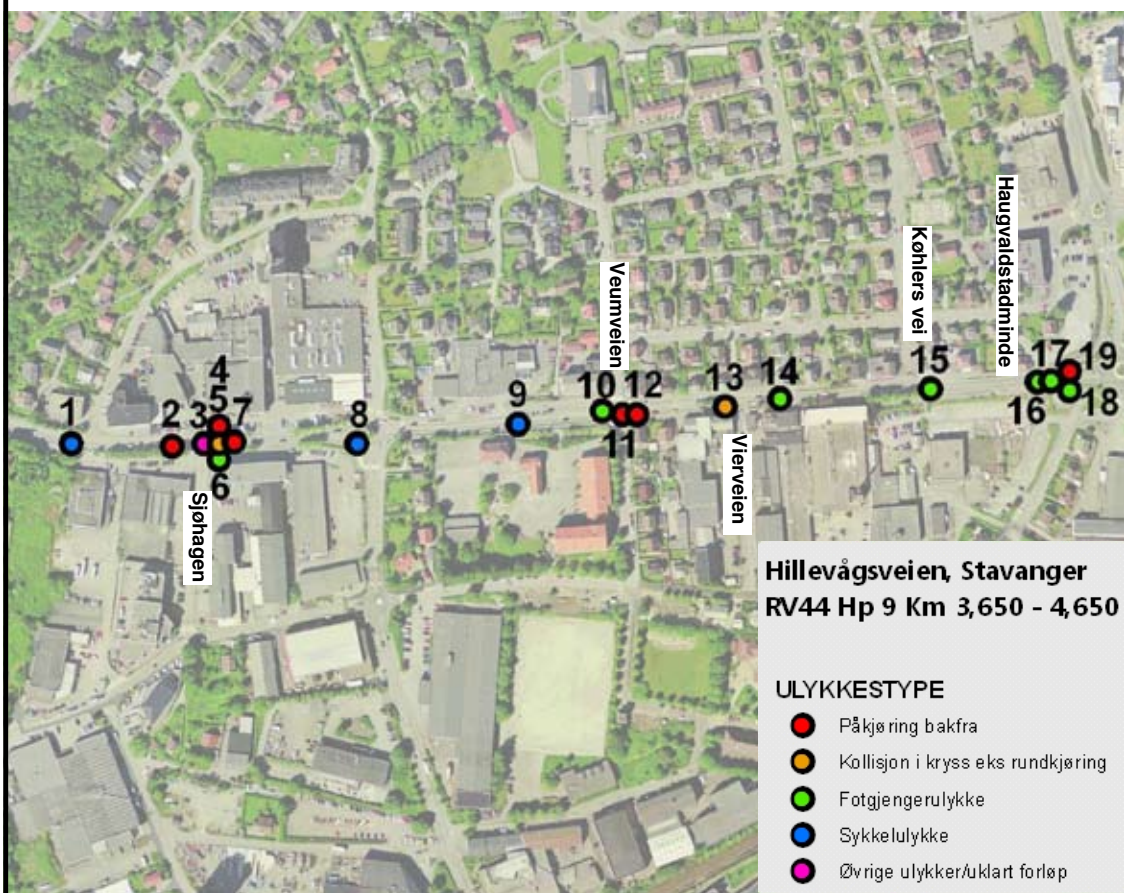 Haugvaldstadminde
Køhlers vei
Veumveien
1
2
3
4
5
7
6
8
9
10
12
11
13
14
15
17
19
16
18
Sjøhagen
Vierveien
Hillevågsveien, Stavanger
RV44 Hp 9 Km 3,650 - 4,650
ULYKKESTYPE
Påkjøring bakfra
Kollisjon i kryss eks rundkjøring
Fotgjengerulykke
Sykkelulykke
Øvrige ulykker/uklart forløp